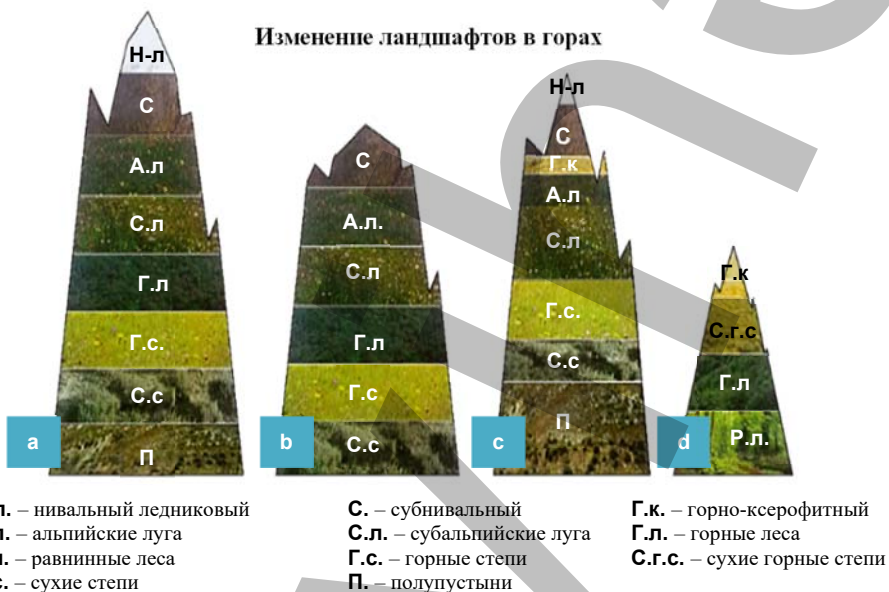 Изменение ландшафтов в горах
Н-л
С
А.л
С.л
Г.л
Г.с.
С.с
П
a
С
А.л.
С.л
Г.л
Г.с
С.с
b
Н-л
С
Г.к
А.л
С.л
Г.с.
С.с
П
c
Г.к
С.г.с
Г.л
Р.л.
d
л. – нивальный ледниковый
– альпийские луга
– равнинные леса
с. – сухие степи
С. – субнивальный
С.л. – субальпийские луга
Г.с. – горные степи
П. – полупустыни
Г.к. – горно-ксерофитный
Г.л. – горные леса
С.г.с. – сухие горные степи